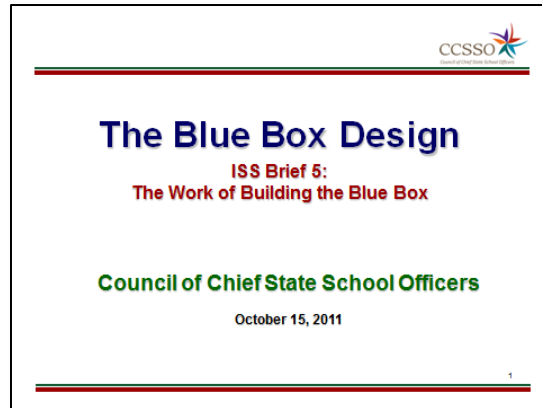 CCSSO
Council of Chief State School Officers
The Blue Box Design
ISS Brief 5:
The Work of Building the Blue Box
Council of Chief State School Officers
October 15, 2011
1